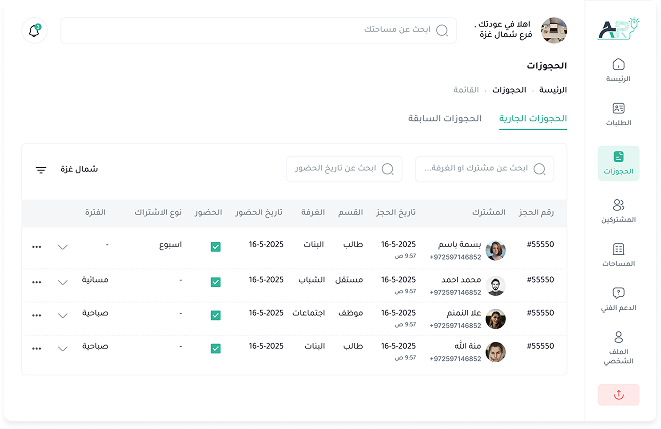 AR
الرئيسة
الطلبات
الحجوزات
المشتركين
المساحات
الدعم الفني
الملف
الشخصي
اهلا في عودتك ,
فرع شمال غزة
ابحث عن مساحتك
الحجوزات
الرئيسة · الحجوزات · القائمة
الحجوزات الجارية
الحجوزات السابقة
ابحث عن مشترك او الغرفة...
ابحث عن تاريخ الحضور
شمال غزة
رقم الحجز المشترك تاريخ الحجز القسم الغرفة تاريخ الحضور الحضور نوع الاشتراك الفترة
#55550 بسمة باسم 16-5-2025 طالب البنات 16-5-2025 اسبوع -
+972597146852 9:57 ص
#55550 محمد احمد 16-5-2025 مستقل الشباب 16-5-2025 - مسائية
+972597146852 9:57 ص
#55550 علا النمنم 16-5-2025 موظف اجتماعات 16-5-2025 - صباحية
+972597146852 9:57 ص
#55550 منة الله 16-5-2025 طالب البنات 16-5-2025 - صباحية
+972597146852 9:57 ص